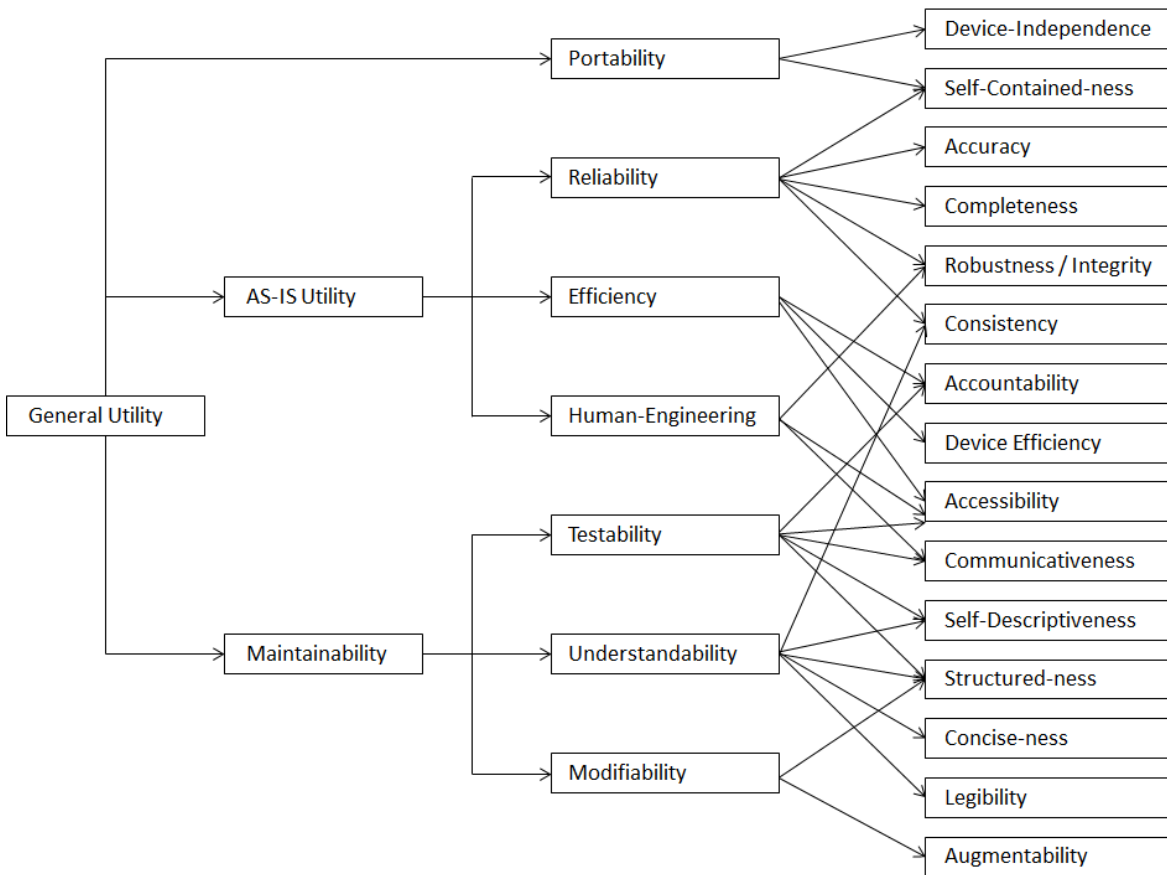 General Utility
AS-IS Utility
Maintainability
Portability
Reliability
Efficiency
Human-Engineering
Testability
Understandability
Modifiability
Device-Independence
Self-Contained-ness
Accuracy
Completeness
Robustness / Integrity
Consistency
Accountability
Device Efficiency
Accessibility
Communicativeness
Self-Descriptiveness
Structured-ness
Concise-ness
Legibility
Augmentability